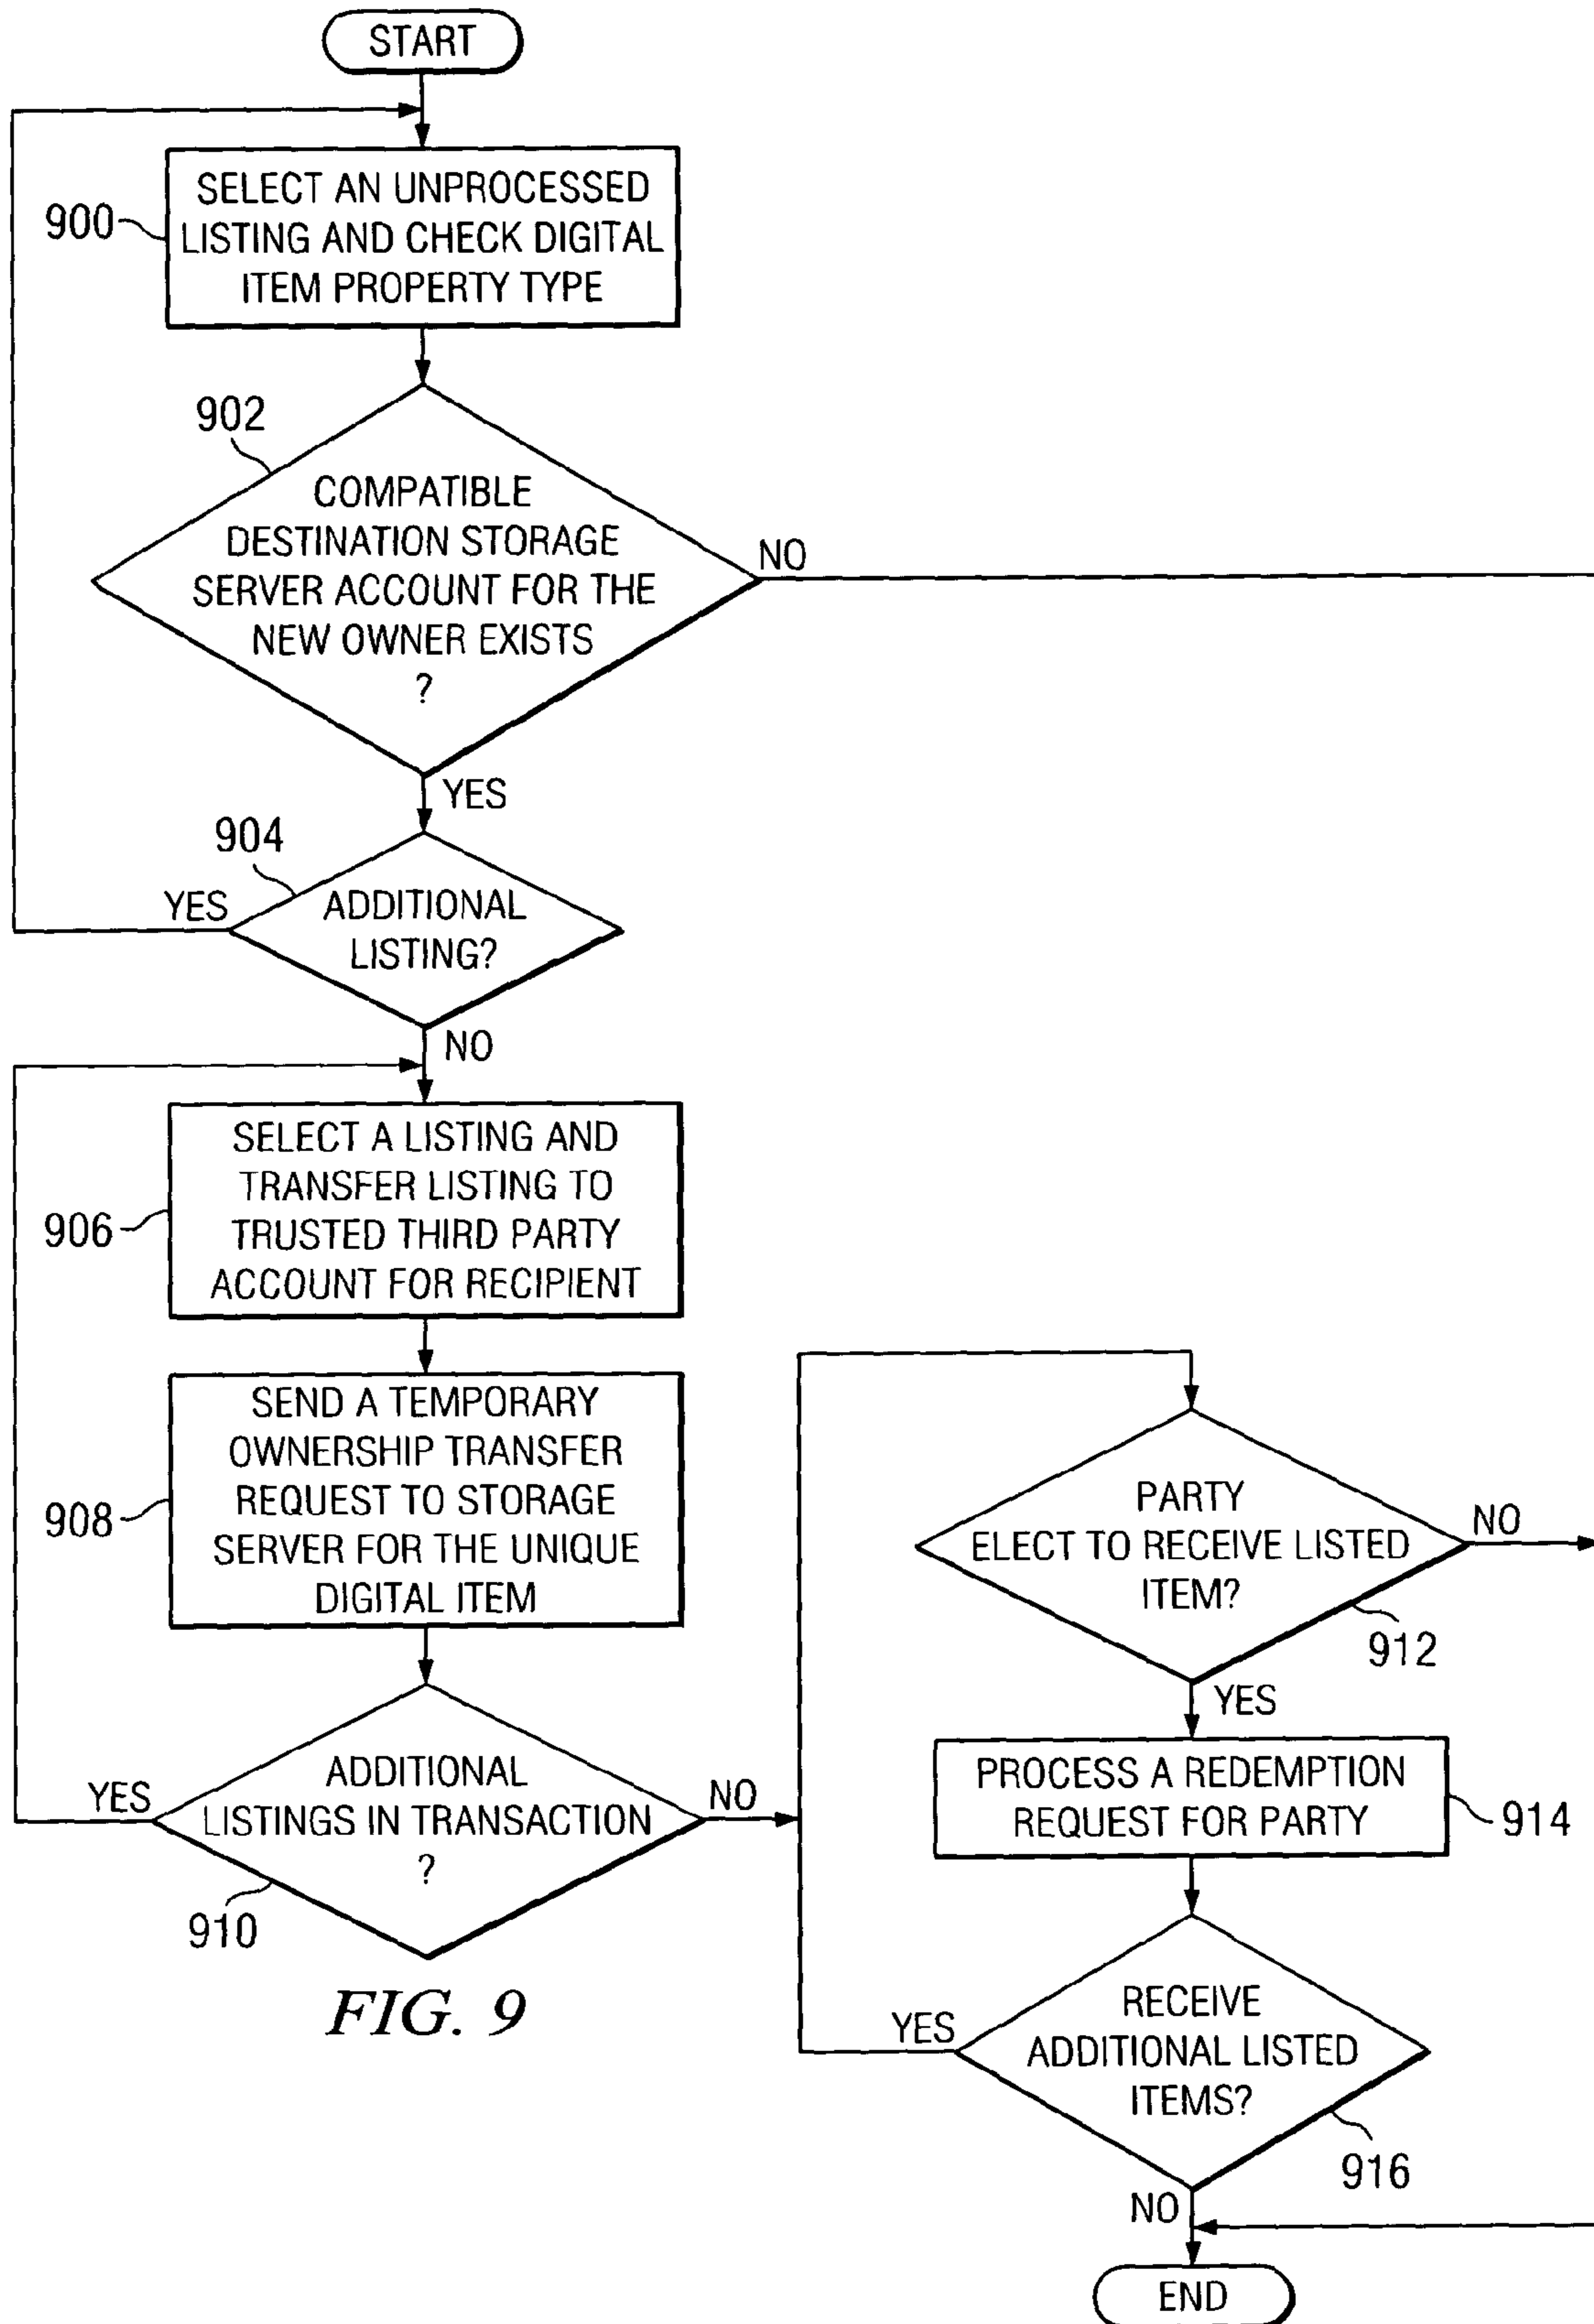 START
900
SELECT AN UNPROCESSED
LISTING AND CHECK DIGITAL
ITEM PROPERTY TYPE
902
COMPATIBLE
DESTINATION STORAGE
SERVER ACCOUNT FOR THE
NEW OWNER EXISTS
?
NO
YES
904
YES
ADDITIONAL
LISTING?
NO
906
SELECT A LISTING AND
TRANSFER LISTING TO
TRUSTED THIRD PARTY
ACCOUNT FOR RECIPIENT
908
SEND A TEMPORARY
OWNERSHIP TRANSFER
REQUEST TO STORAGE
SERVER FOR THE UNIQUE
DIGITAL ITEM
YES
ADDITIONAL
LISTINGS IN TRANSACTION
?
NO
910
PARTY
ELECT TO RECEIVE LISTED
ITEM?
NO
912
YES
PROCESS A REDEMPTION
REQUEST FOR PARTY
914
YES
RECEIVE
ADDITIONAL LISTED
ITEMS?
916
NO
END
FIG. 9